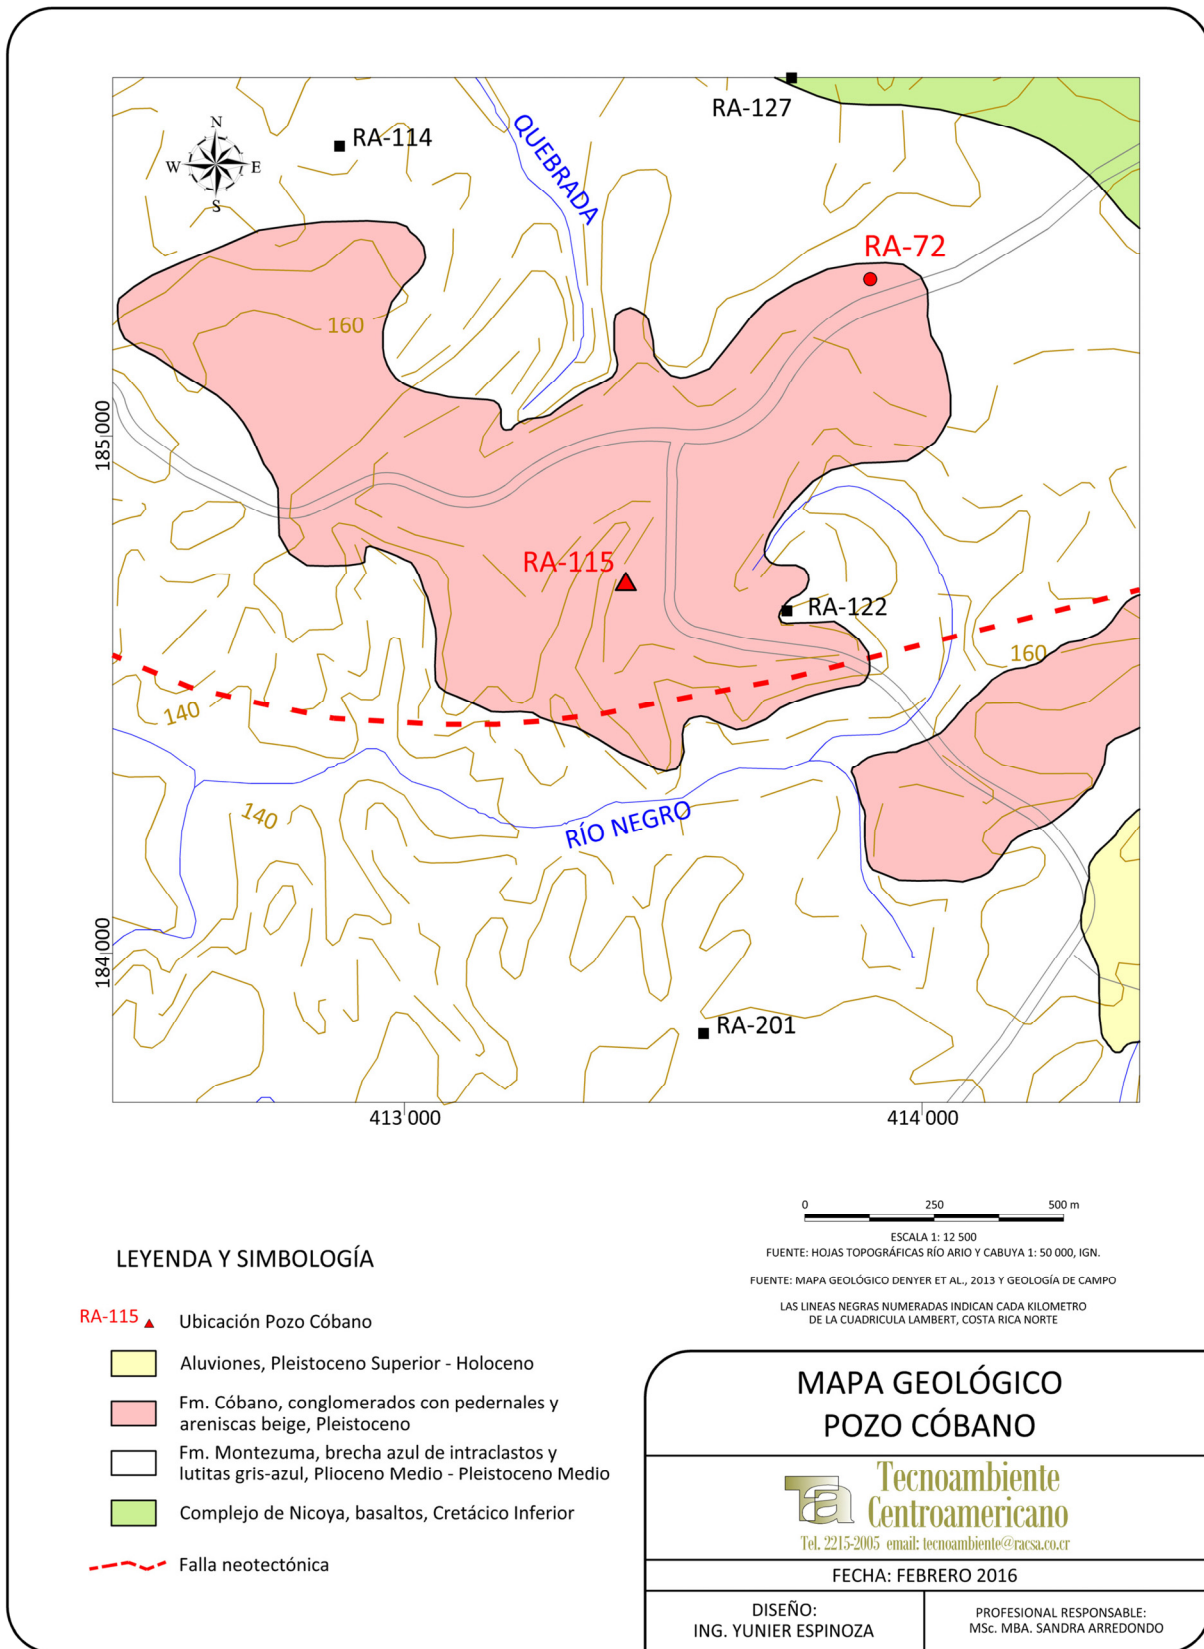 N
W
E
S
RA-114
QUEBRADA
RA-127
RA-72
160
185 000
RA-115
RA-122
160
140
140
RÍO NEGRO
184 000
RA-201
413 000
414 000
0 250 500 m
ESCALA 1: 12 500
FUENTE: HOJAS TOPOGRÁFICAS RÍO ARIO Y CABUYA 1: 50 000, IGN.
FUENTE: MAPA GEOLÓGICO DENYER ET AL., 2013 Y GEOLOGÍA DE CAMPO
LAS LINEAS NEGRAS NUMERADAS INDICAN CADA KILOMETRO
DE LA CUADRICULA LAMBERT, COSTA RICA NORTE
LEYENDA Y SIMBOLOGÍA
RA-115 Ubicación Pozo Cóbano
Aluviones, Pleistoceno Superior - Holoceno
Fm. Cóbano, conglomerados con pedernales y
areniscas beige, Pleistoceno
Fm. Montezuma, brecha azul de intraclastos y
lutitas gris-azul, Plioceno Medio - Pleistoceno Medio
Complejo de Nicoya, basaltos, Cretácico Inferior
Falla neotectónica
MAPA GEOLÓGICO
POZO CÓBANO
Ta
Tecnoambiente
Centroamericano
Tel. 2215-2005 email: tecnoambiente@racsa.co.cr
FECHA: FEBRERO 2016
DISEÑO:
ING. YUNIER ESPINOZA
PROFESIONAL RESPONSABLE:
MSc. MBA. SANDRA ARREDONDO